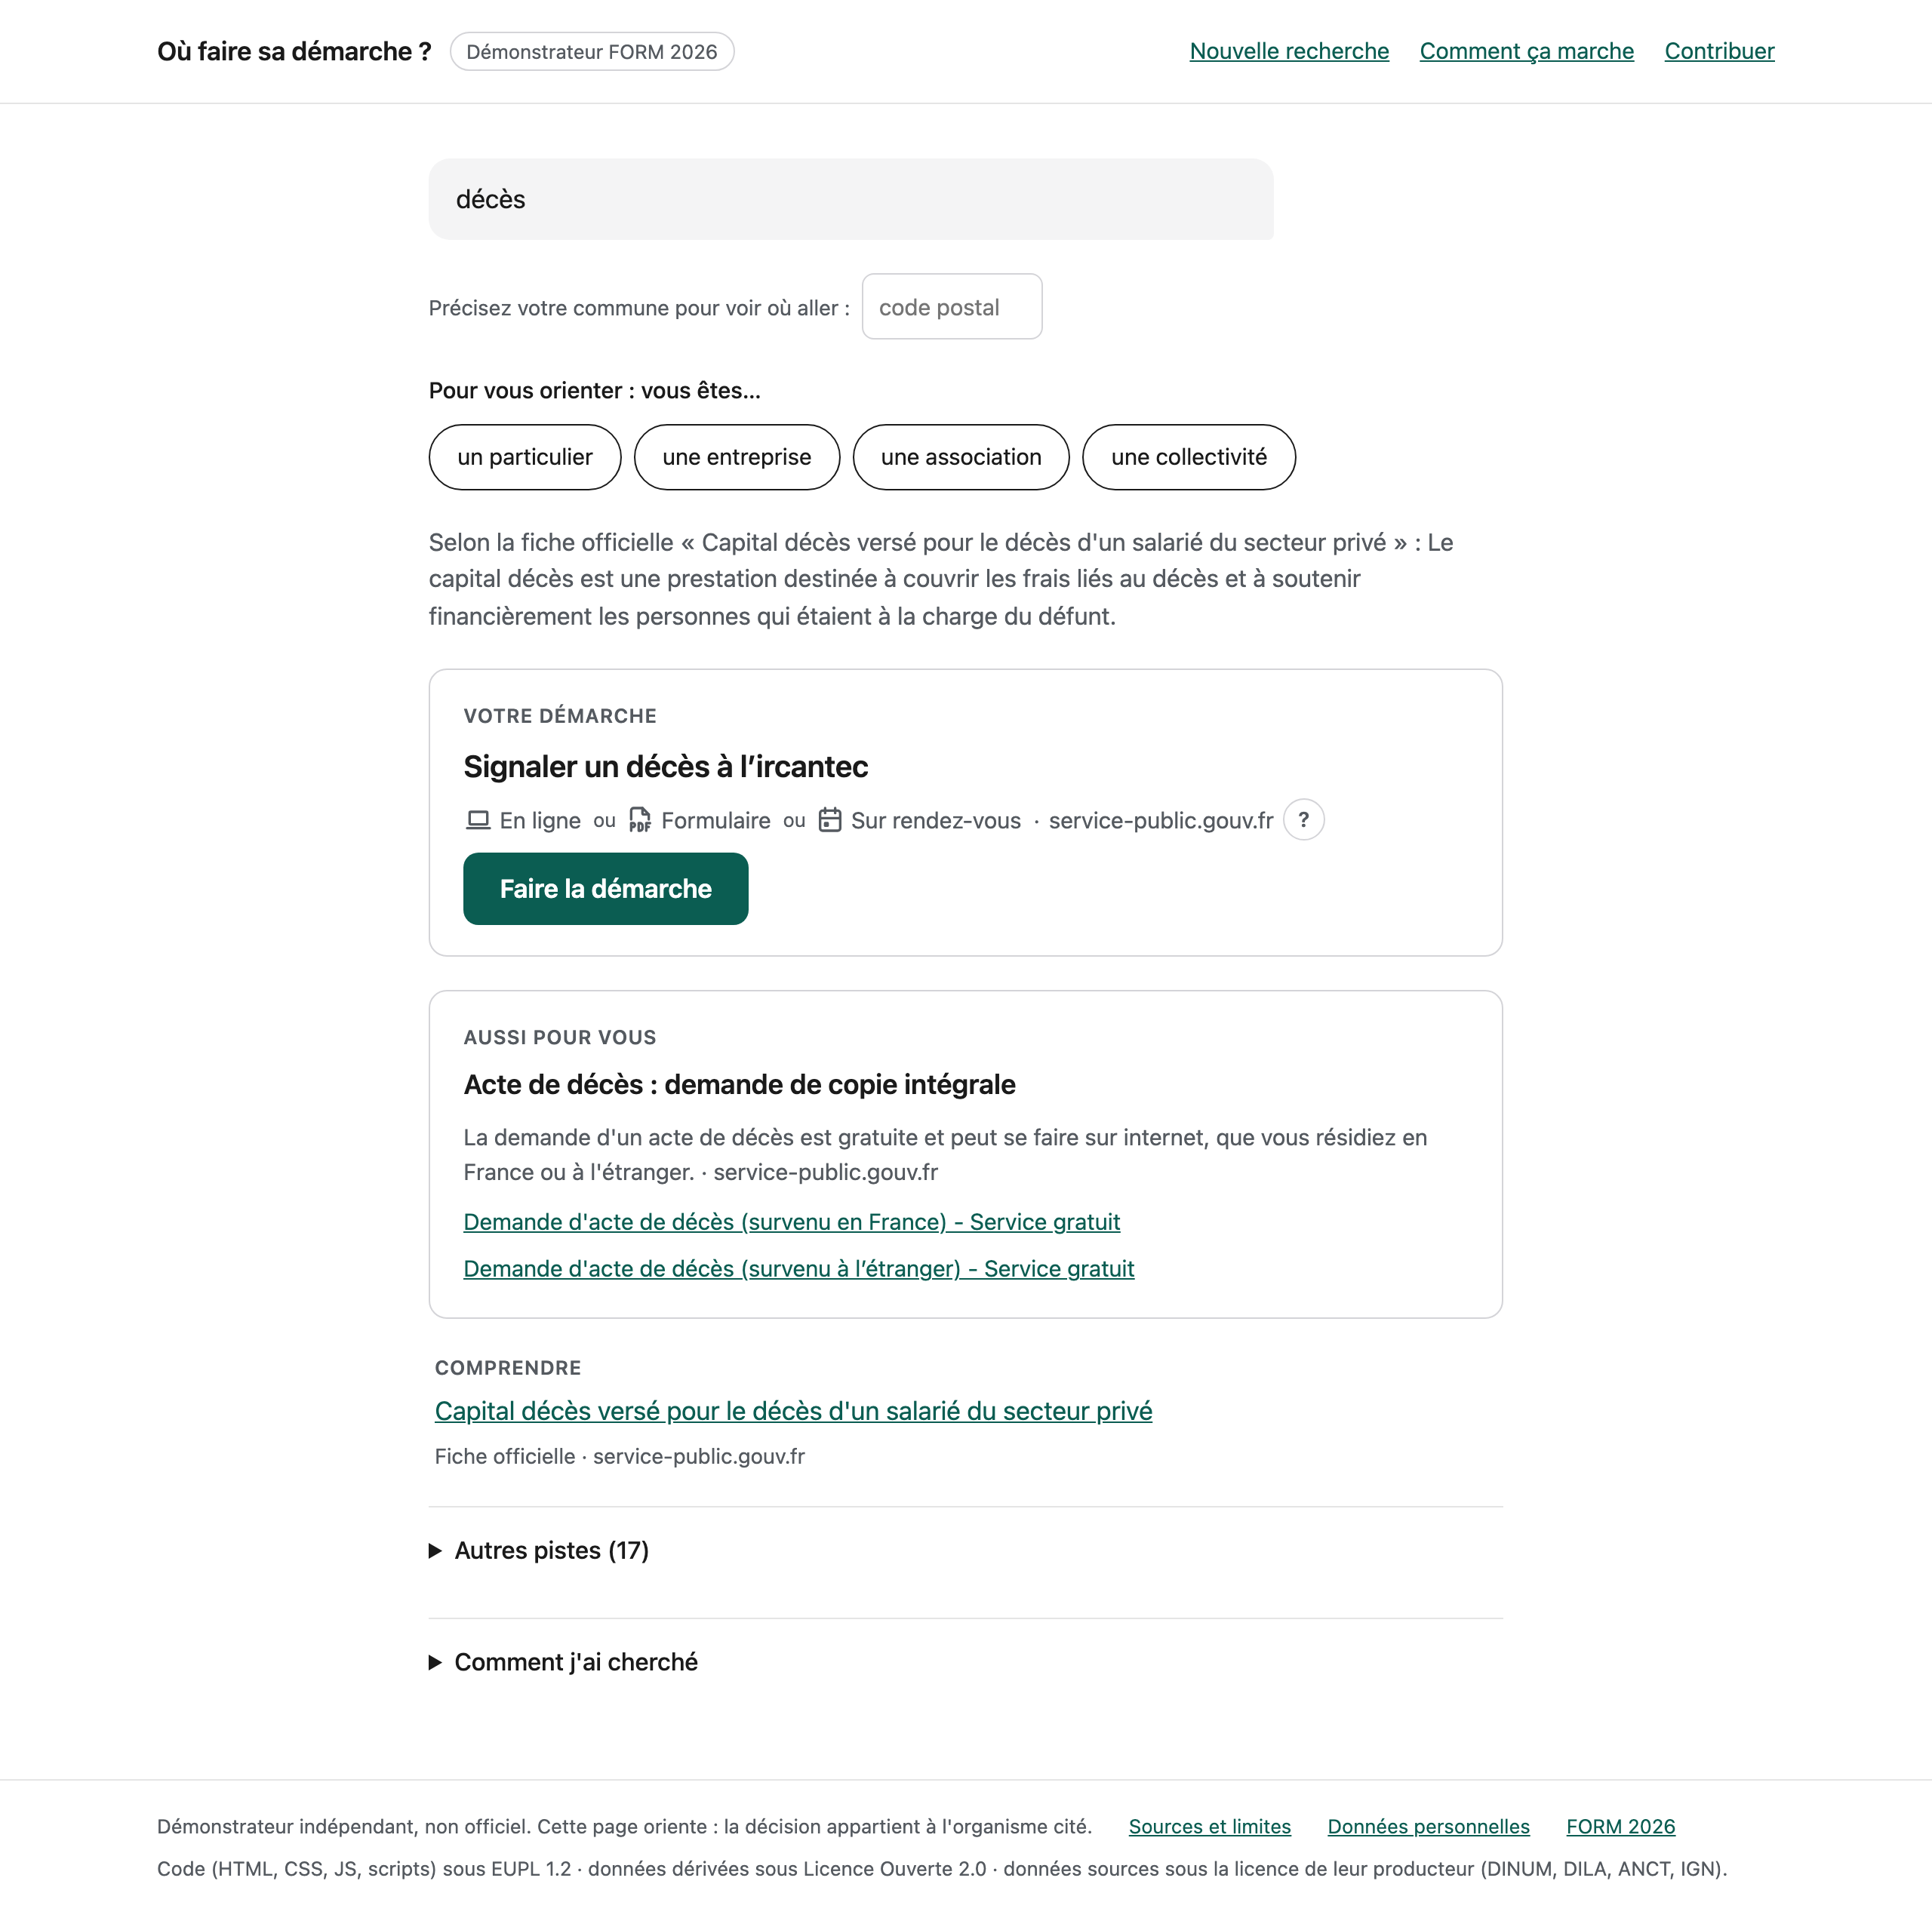 Où faire sa démarche ? Démonstrateur FORM 2026 Nouvelle recherche Comment ça marche Contribuer
décès
Précisez votre commune pour voir où aller : code postal
Pour vous orienter : vous êtes...
un particulier une entreprise une association une collectivité
Selon la fiche officielle « Capital décès versé pour le décès d'un salarié du secteur privé » : Le
capital décès est une prestation destinée à couvrir les frais liés au décès et à soutenir
financièrement les personnes qui étaient à la charge du défunt.
VOTRE DÉMARCHE
Signaler un décès à l’ircantec
En ligne ou PDF Formulaire ou Sur rendez-vous · service-public.gouv.fr ?
Faire la démarche
AUSSI POUR VOUS
Acte de décès : demande de copie intégrale
La demande d'un acte de décès est gratuite et peut se faire sur internet, que vous résidiez en
France ou à l'étranger. · service-public.gouv.fr
Demande d'acte de décès (survenu en France) - Service gratuit
Demande d'acte de décès (survenu à l’étranger) - Service gratuit
COMPRENDRE
Capital décès versé pour le décès d'un salarié du secteur privé
Fiche officielle · service-public.gouv.fr
Autres pistes (17)
Comment j'ai cherché
Démonstrateur indépendant, non officiel. Cette page oriente : la décision appartient à l'organisme cité. Sources et limites Données personnelles FORM 2026
Code (HTML, CSS, JS, scripts) sous EUPL 1.2 · données dérivées sous Licence Ouverte 2.0 · données sources sous la licence de leur producteur (DINUM, DILA, ANCT, IGN).